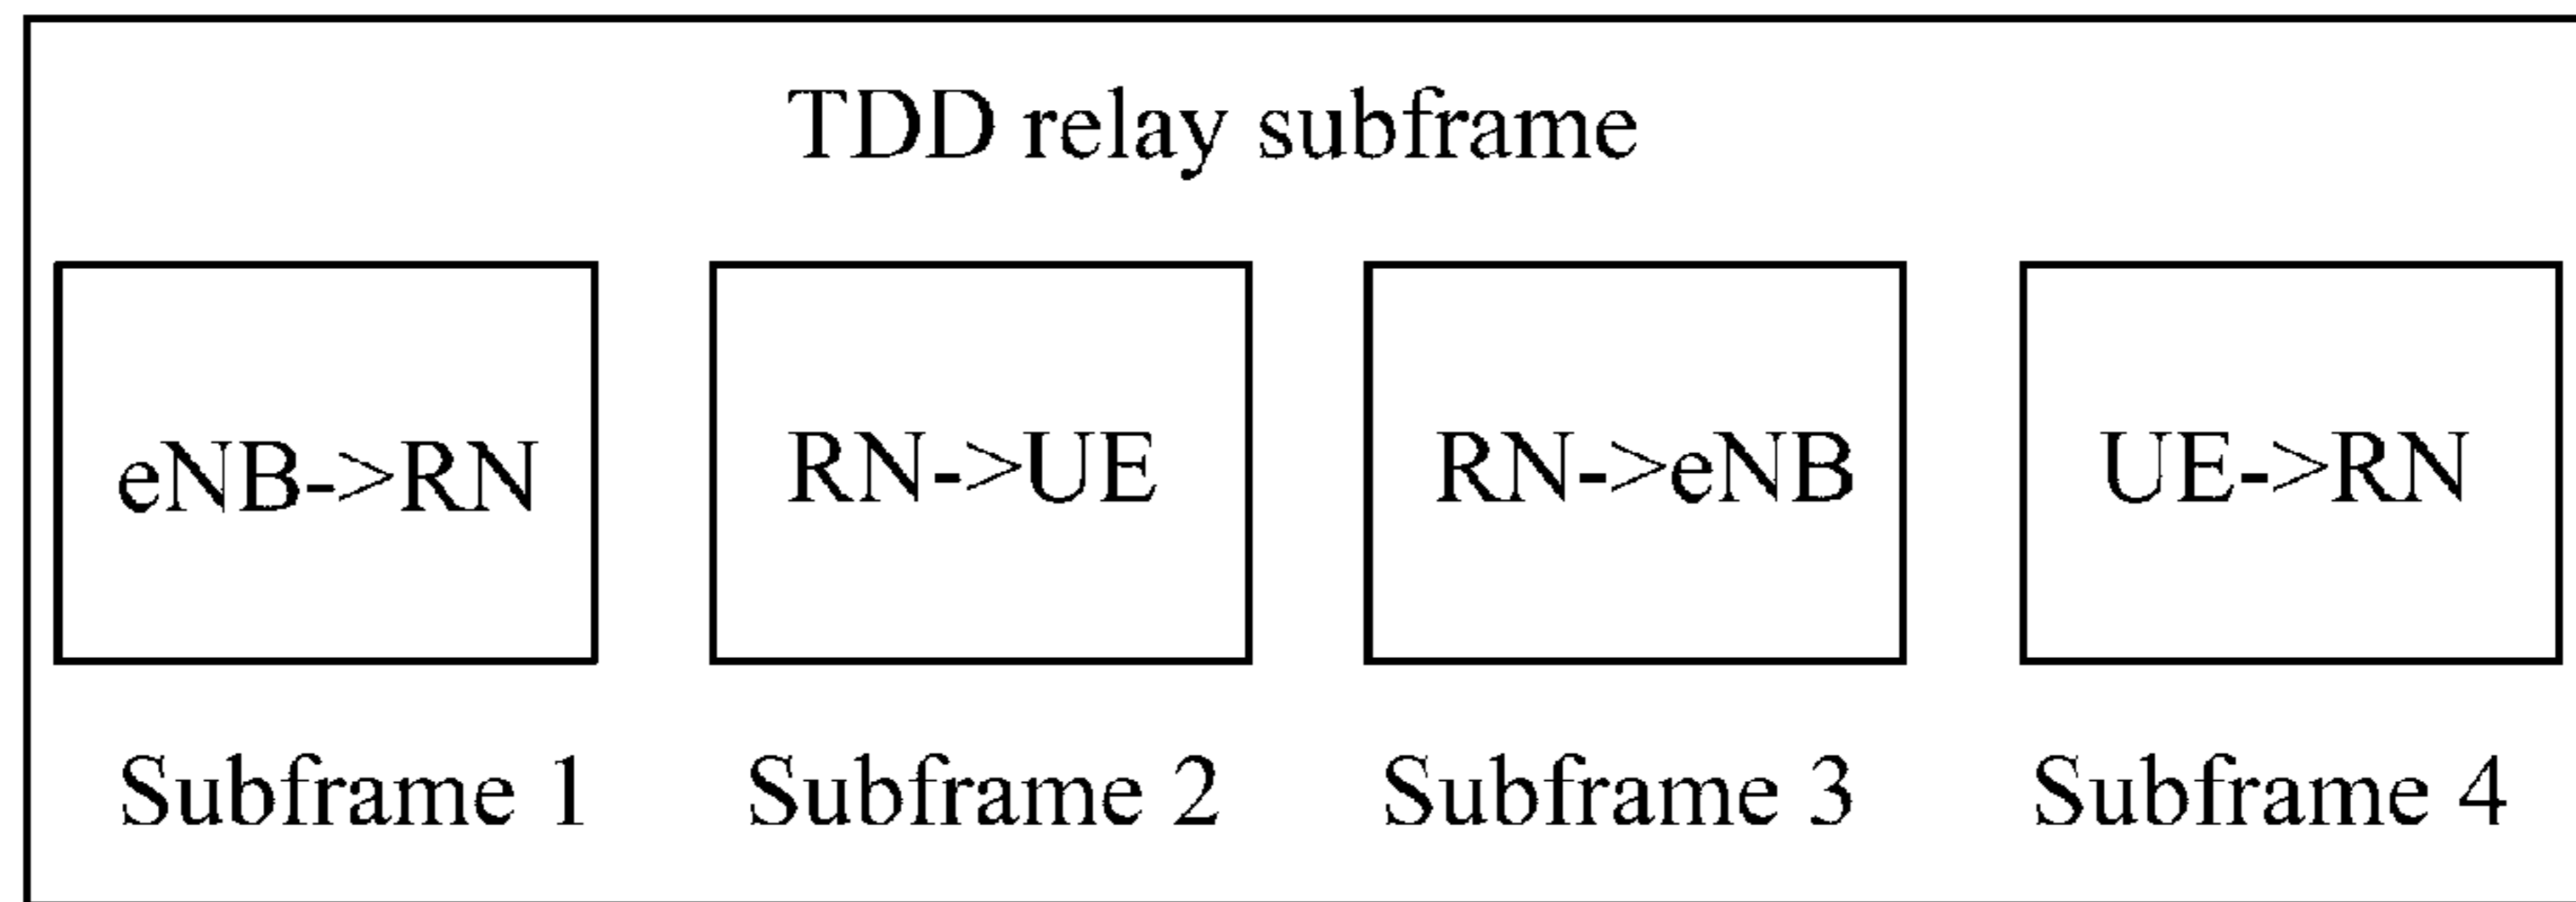 TDD relay subframe
eNB->RN RN->UE RN->eNB UE->RN
Subframe 1 Subframe 2 Subframe 3 Subframe 4